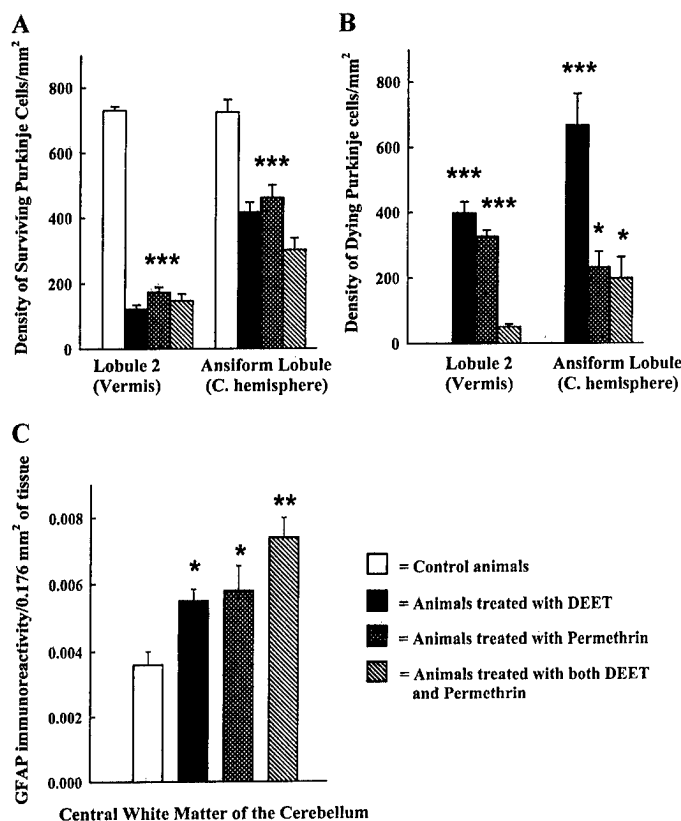 A
Density of Surviving Purkinje Cells/mm²
800
600
400
200
0
***
***
Lobule 2
(Vermis)
Ansiform Lobule
(C. hemisphere)
B
Density of Dying Purkinje cells/mm²
800
600
400
200
0
***
***
***
*
*
Lobule 2
(Vermis)
Ansiform Lobule
(C. hemisphere)
C
GFAP immunoreactivity/0.176 mm² of tissue
0.008
0.006
0.004
0.002
0.000
*
*
**
Central White Matter of the Cerebellum
= Control animals
= Animals treated with DEET
= Animals treated with Permethrin
= Animals treated with both DEET
and Permethrin